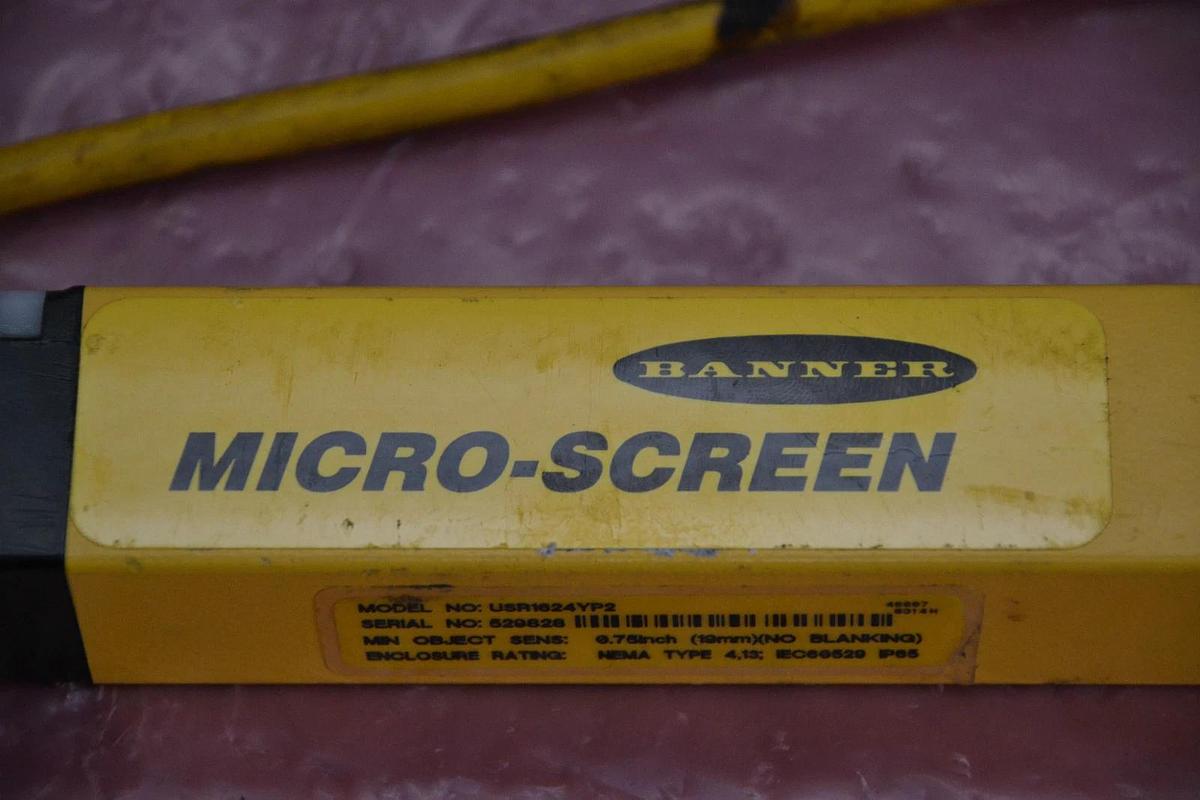 BANNER
MICRO-SCREEN
MODEL NO: USR1624YP2
SERIAL NO: 529828
MIN OBJECT SENS: 0.75inch (19mm)(NO BLANKING)
ENCLOSURE RATING: NEMA TYPE 4,13; IEC60529 IP65